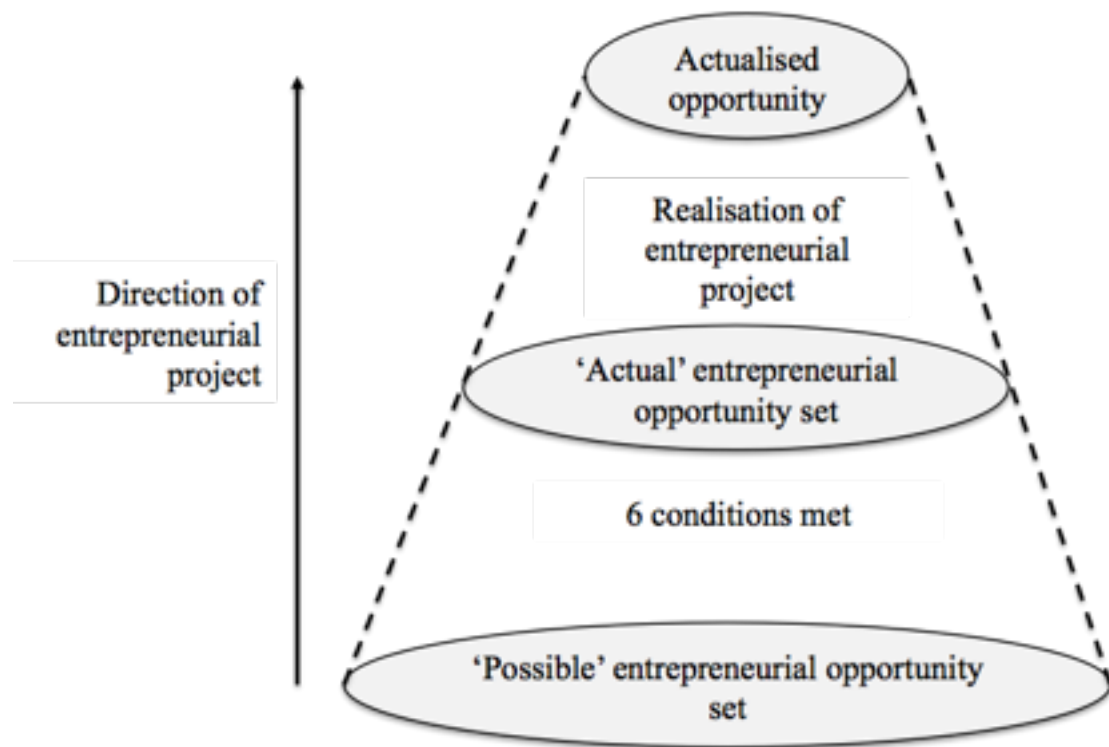 Actualised
opportunity
Realisation of
entrepreneurial
project
Direction of
entrepreneurial
project
‘Actual’ entrepreneurial
opportunity set
6 conditions met
‘Possible’ entrepreneurial opportunity
set